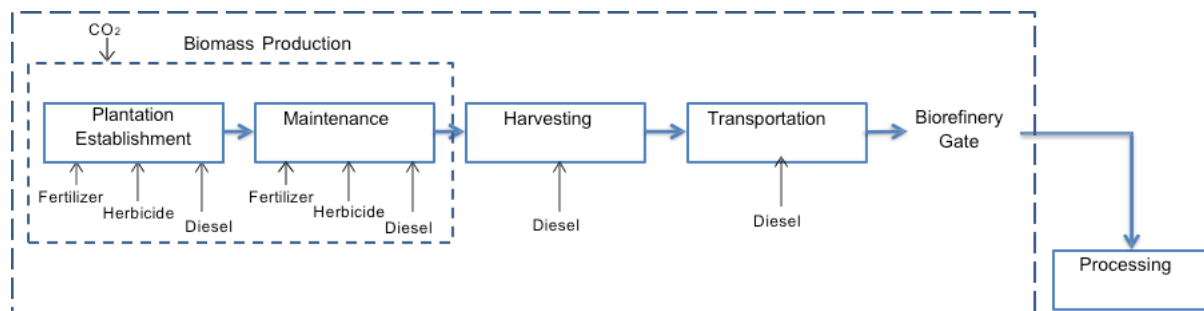 CO₂
Biomass Production
Plantation
Establishment
Maintenance
Harvesting
Transportation
Biorefinery
Gate
Fertilizer
Herbicide
Diesel
Fertilizer
Herbicide
Diesel
Diesel
Diesel
Processing